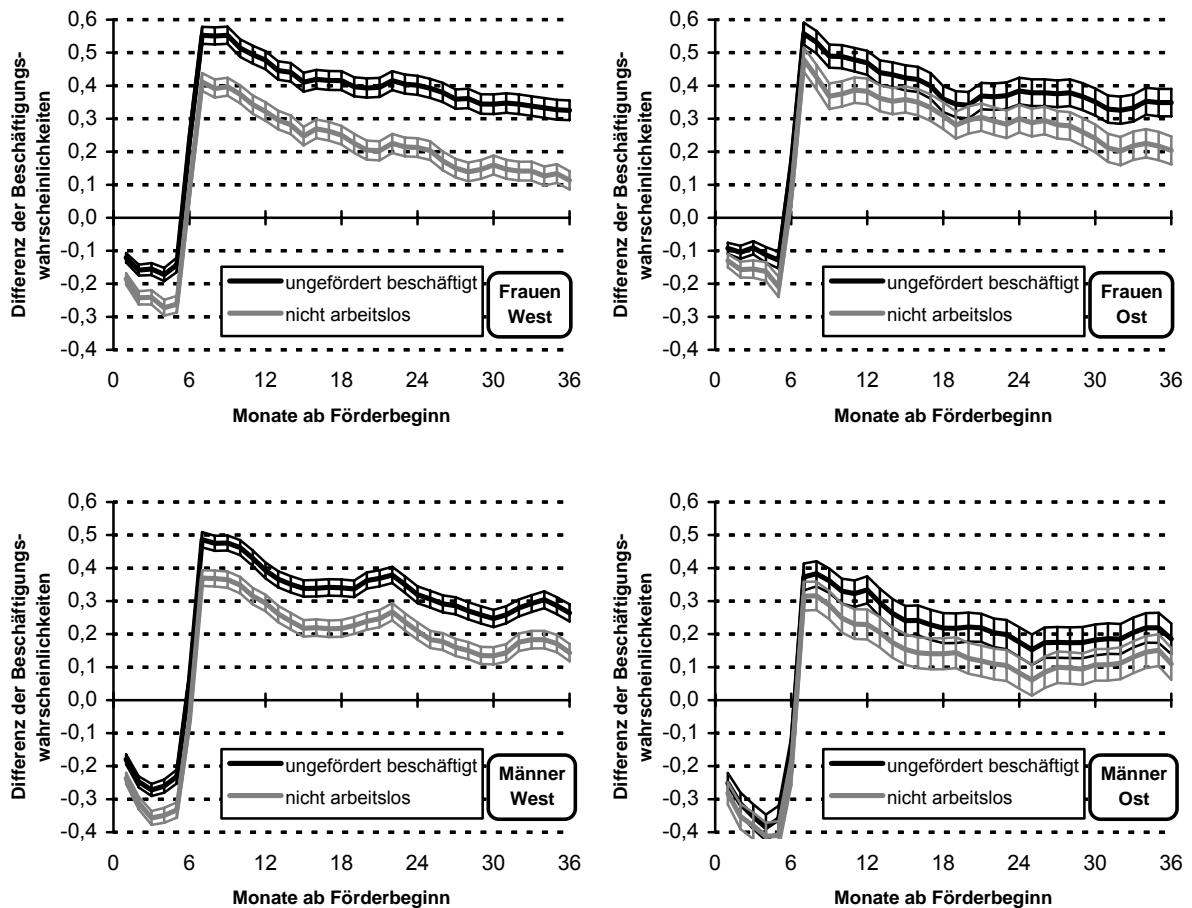 Differenz der Beschäftigungs-
wahrscheinlichkeiten
0,6
0,5
0,4
0,3
0,2
0,1
0,0
-0,1
-0,2
-0,3
-0,4
ungefördert beschäftigt
nicht arbeitslos
Frauen
West
0 6 12 18 24 30 36
Monate ab Förderbeginn
Differenz der Beschäftigungs-
wahrscheinlichkeiten
0,6
0,5
0,4
0,3
0,2
0,1
0,0
-0,1
-0,2
-0,3
-0,4
ungefördert beschäftigt
nicht arbeitslos
Frauen
Ost
0 6 12 18 24 30 36
Monate ab Förderbeginn
Differenz der Beschäftigungs-
wahrscheinlichkeiten
0,6
0,5
0,4
0,3
0,2
0,1
0,0
-0,1
-0,2
-0,3
-0,4
ungefördert beschäftigt
nicht arbeitslos
Männer
West
0 6 12 18 24 30 36
Monate ab Förderbeginn
Differenz der Beschäftigungs-
wahrscheinlichkeiten
0,6
0,5
0,4
0,3
0,2
0,1
0,0
-0,1
-0,2
-0,3
-0,4
ungefördert beschäftigt
nicht arbeitslos
Männer
Ost
0 6 12 18 24 30 36
Monate ab Förderbeginn